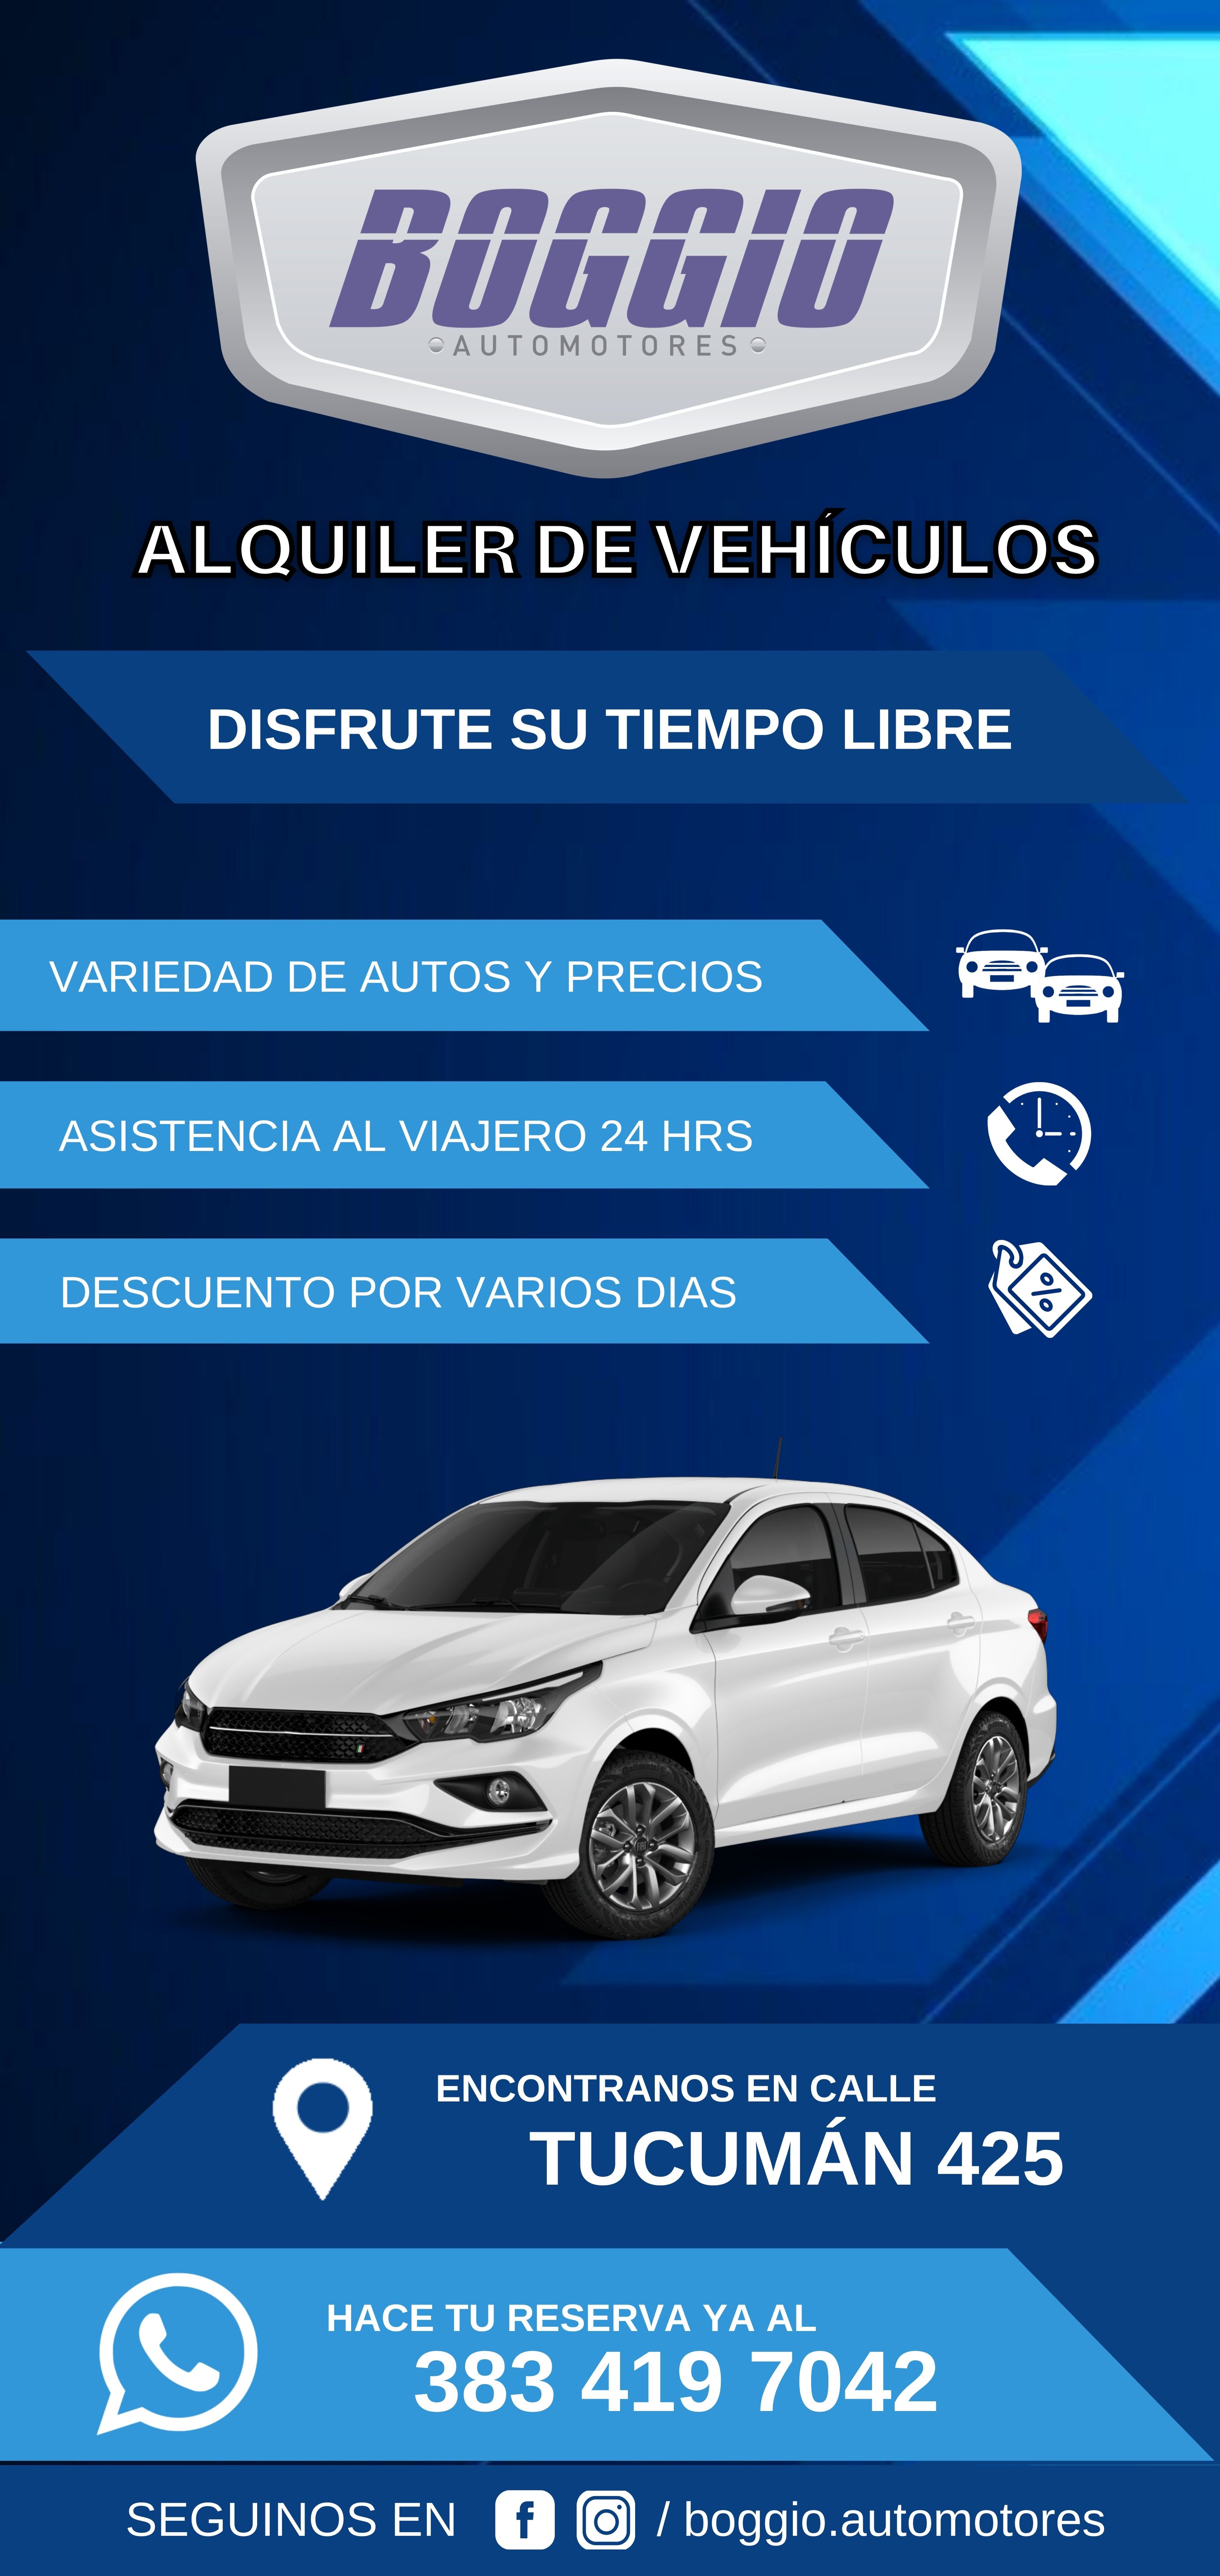 BOGGIO
AUTOMOTORES
ALQUILER DE VEHÍCULOS
DISFRUTE SU TIEMPO LIBRE
VARIEDAD DE AUTOS Y PRECIOS
ASISTENCIA AL VIAJERO 24 HRS
DESCUENTO POR VARIOS DIAS
ENCONTRANOS EN CALLE
TUCUMÁN 425
HACE TU RESERVA YA AL
383 419 7042
SEGUINOS EN / boggio.automotores